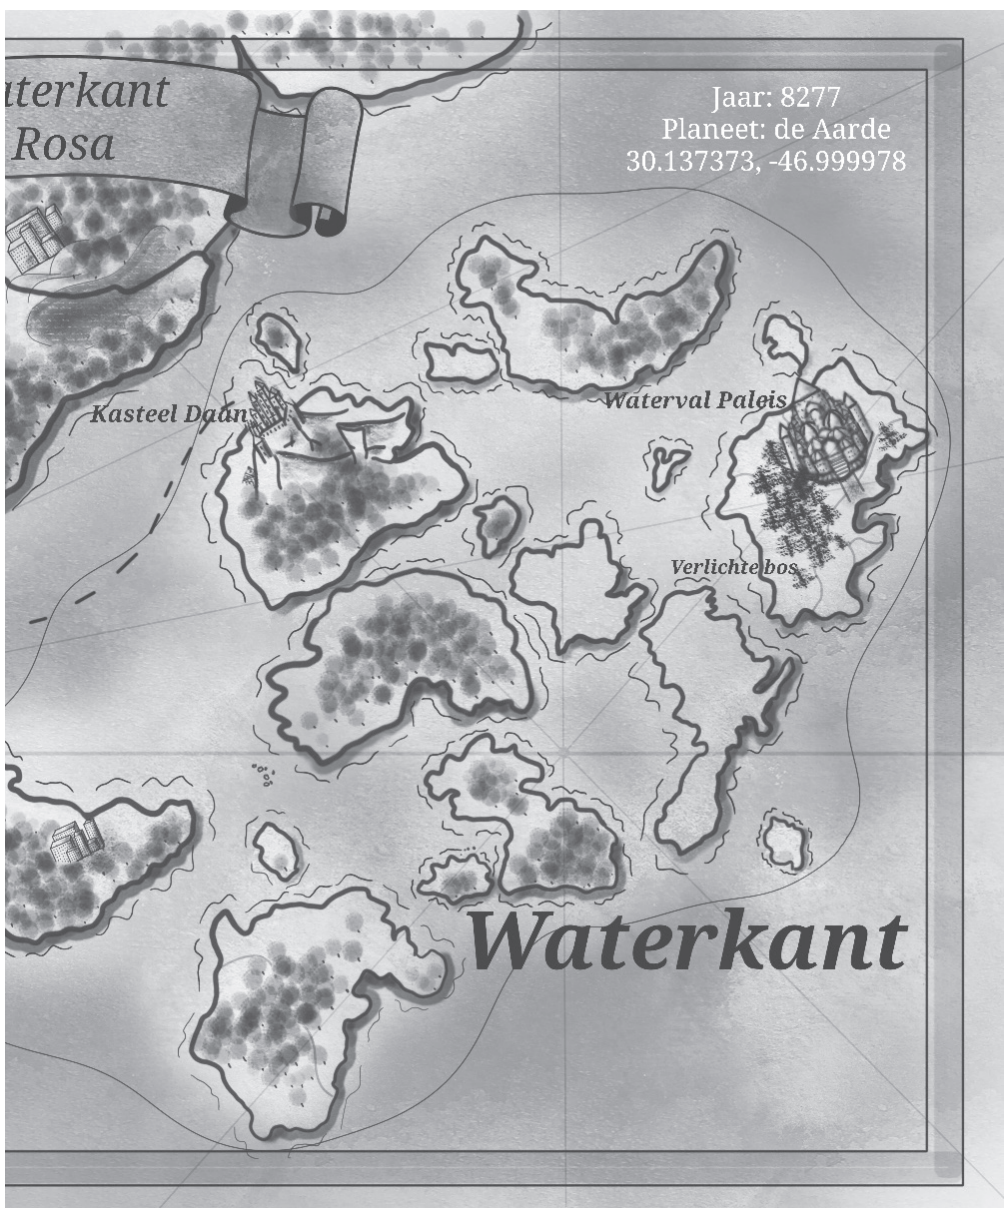 aterkant
Rosa
Jaar: 8277
Planeet: de Aarde
30.137373, -46.999978
Kasteel Daan
Waterval Paleis
Verlichte bos
Waterkant